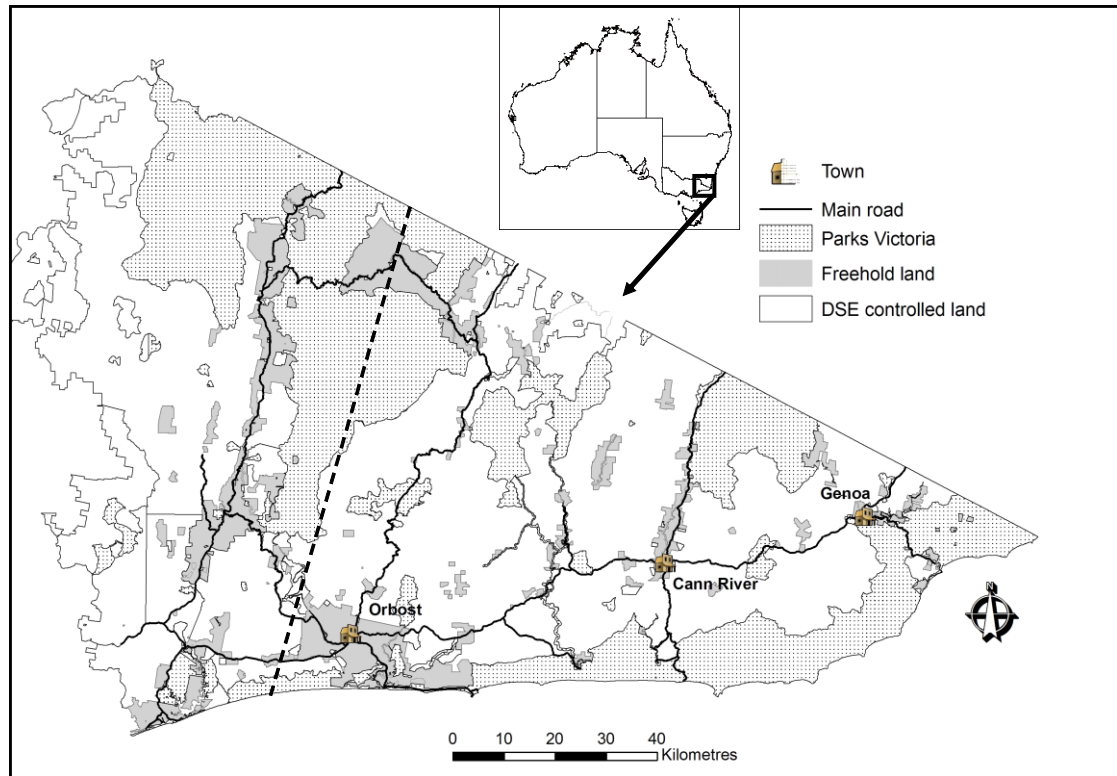 Town
Main road
Parks Victoria
Freehold land
DSE controlled land
Genoa
Cann River
Orbost
N
0 10 20 30 40
Kilometres